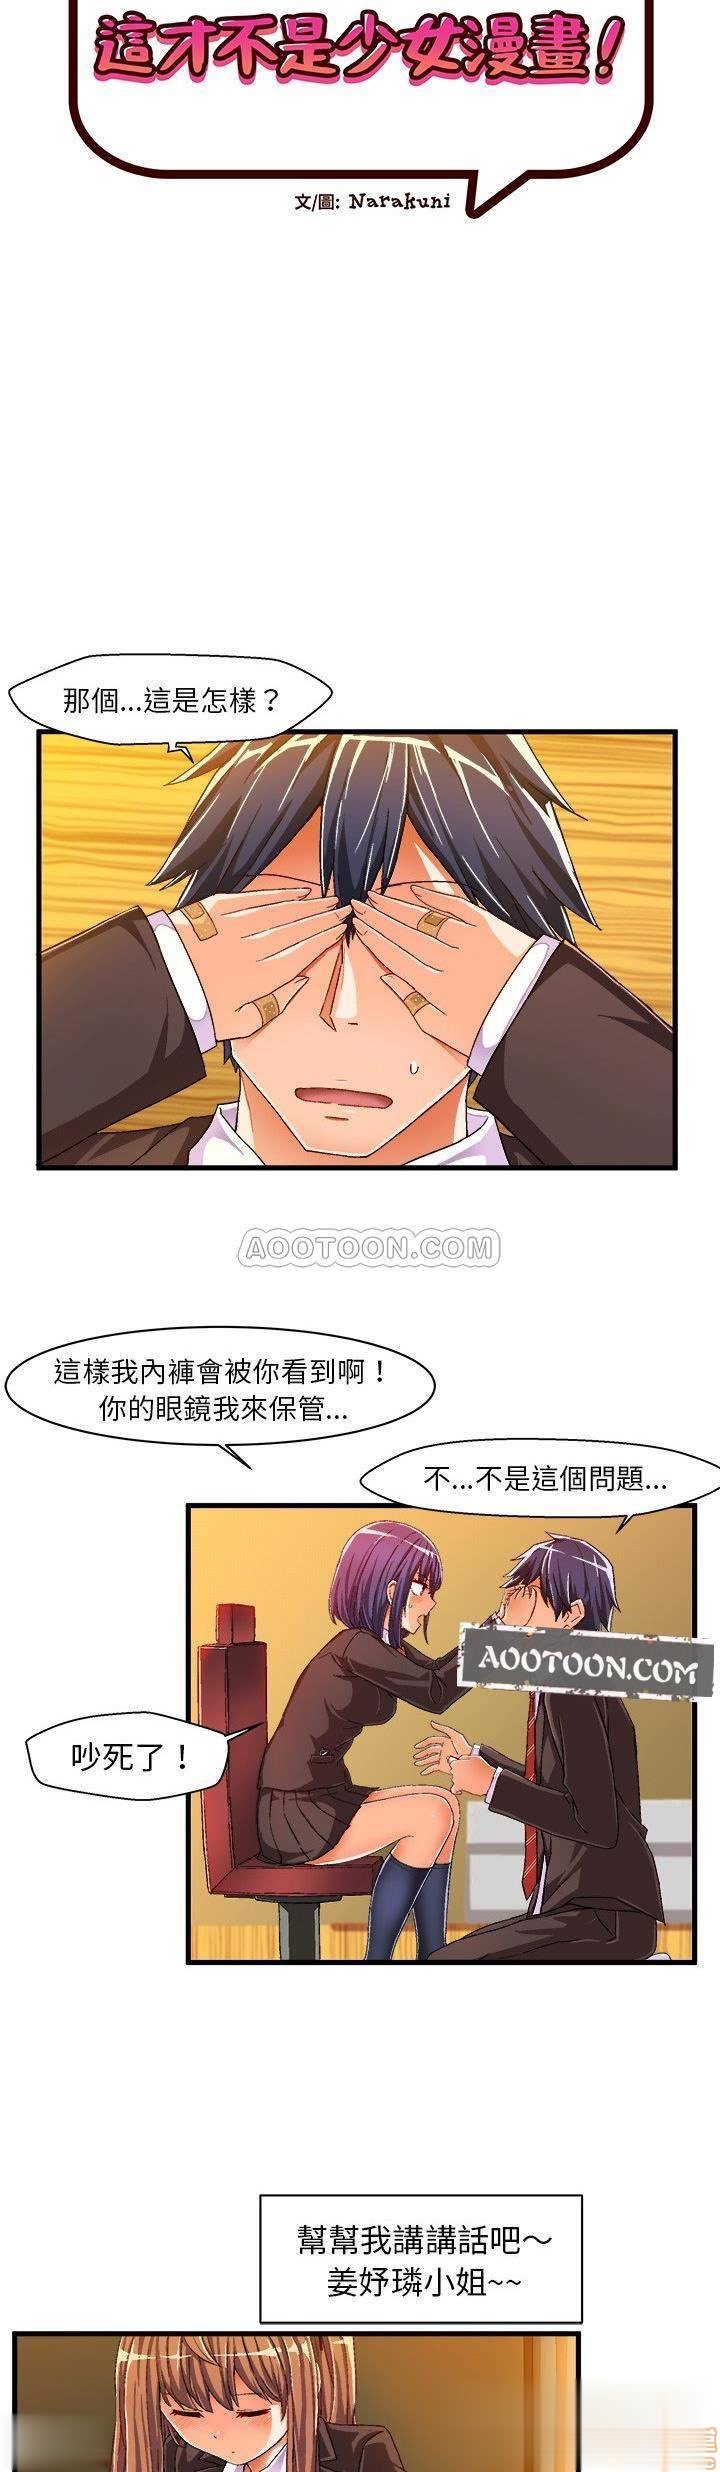 這才不是少女漫畫！
文/圖: Narakuni
那個...這是怎樣？
AOOTOON.COM
這樣我內褲會被你看到啊！
你的眼鏡我來保管...
不...不是這個問題...
AOOTOON.COM
吵死了！
幫幫我講講話吧～
姜妤璘小姐~~